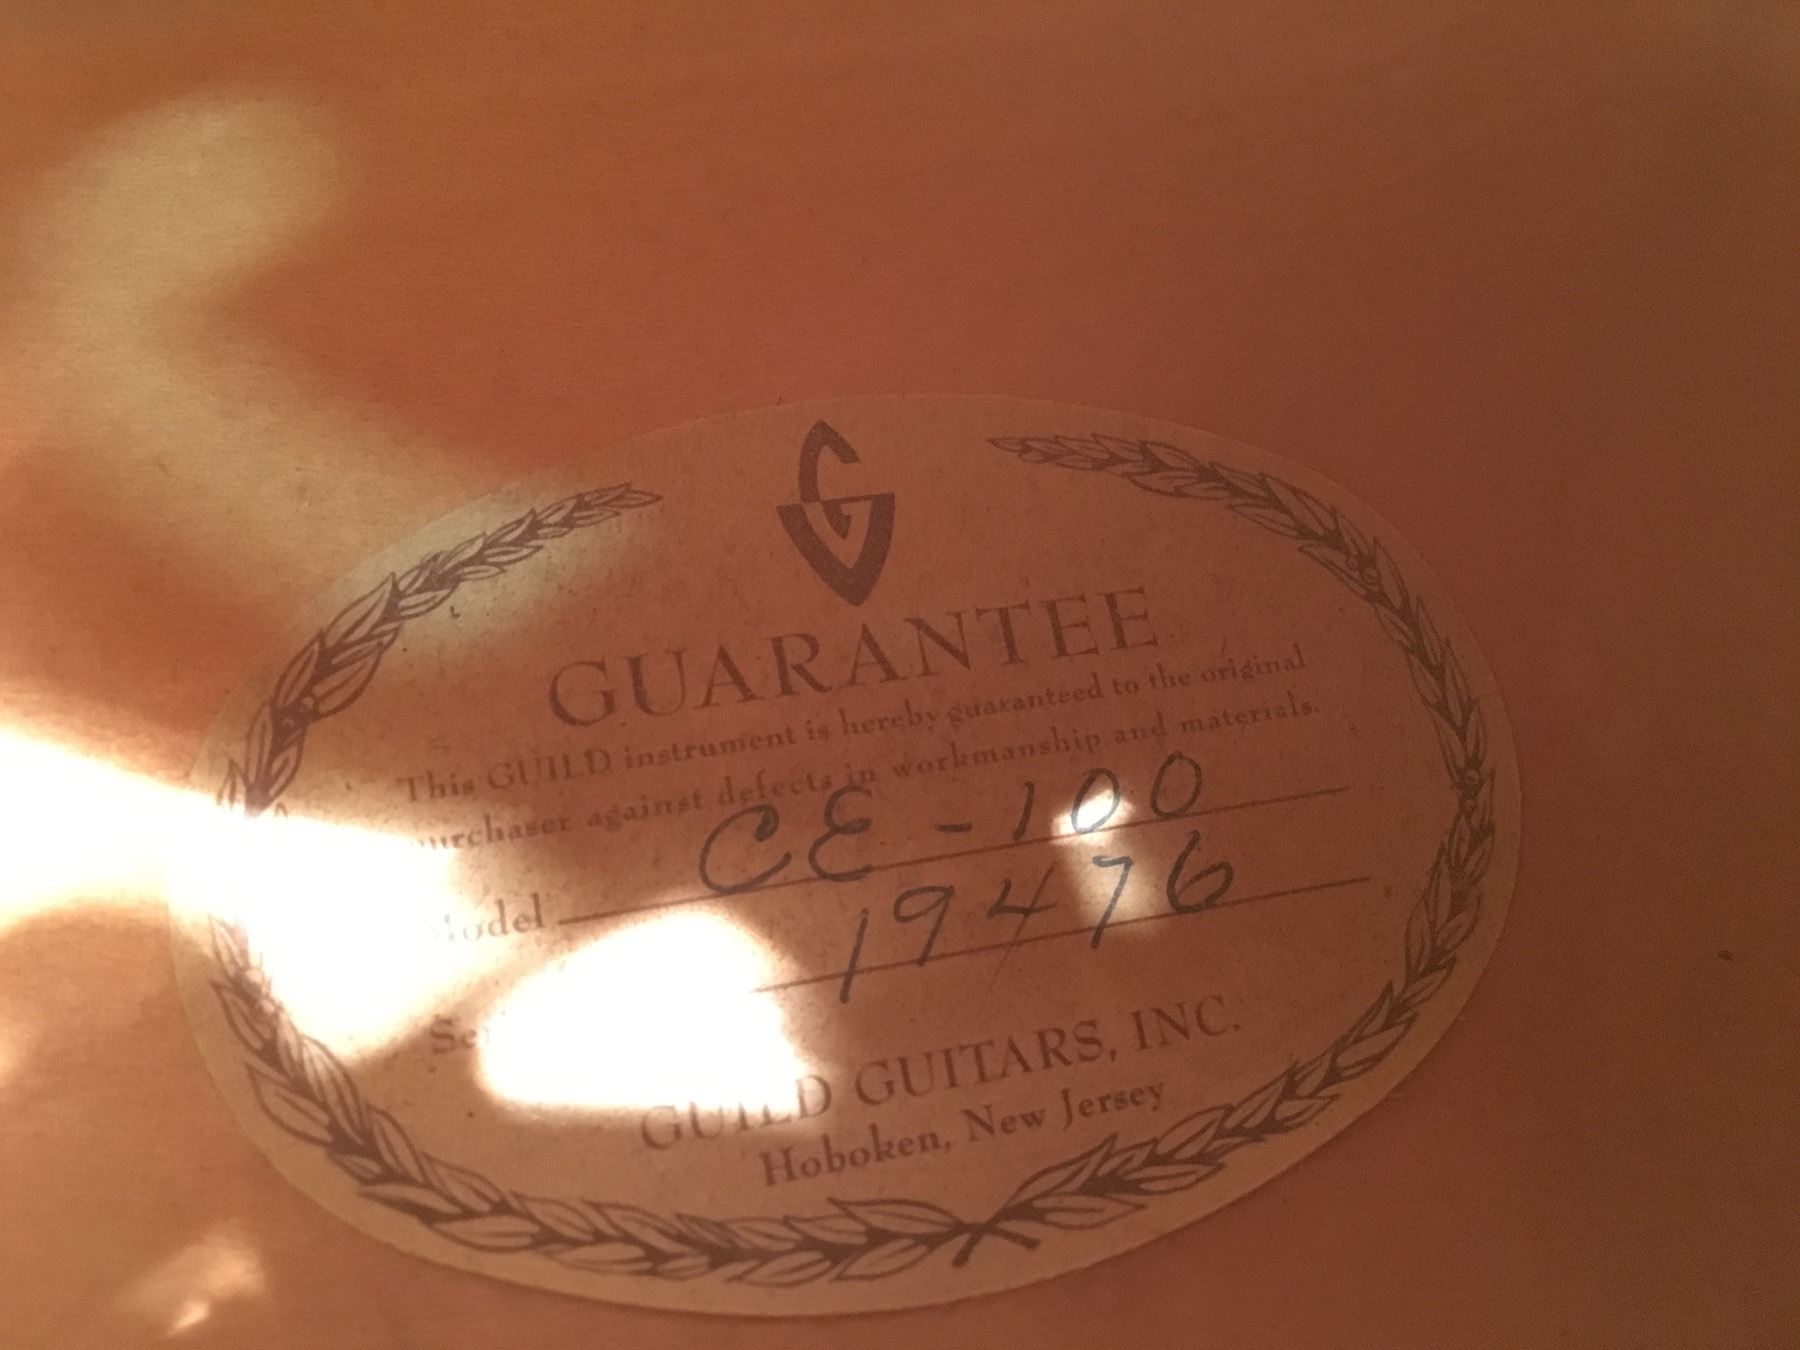 G
GUARANTEE
This GUILD instrument is hereby guaranteed to the original
purchaser against defects in workmanship and materials.
Model CE-100
19476
GUILD GUITARS, INC.
Hoboken, New Jersey